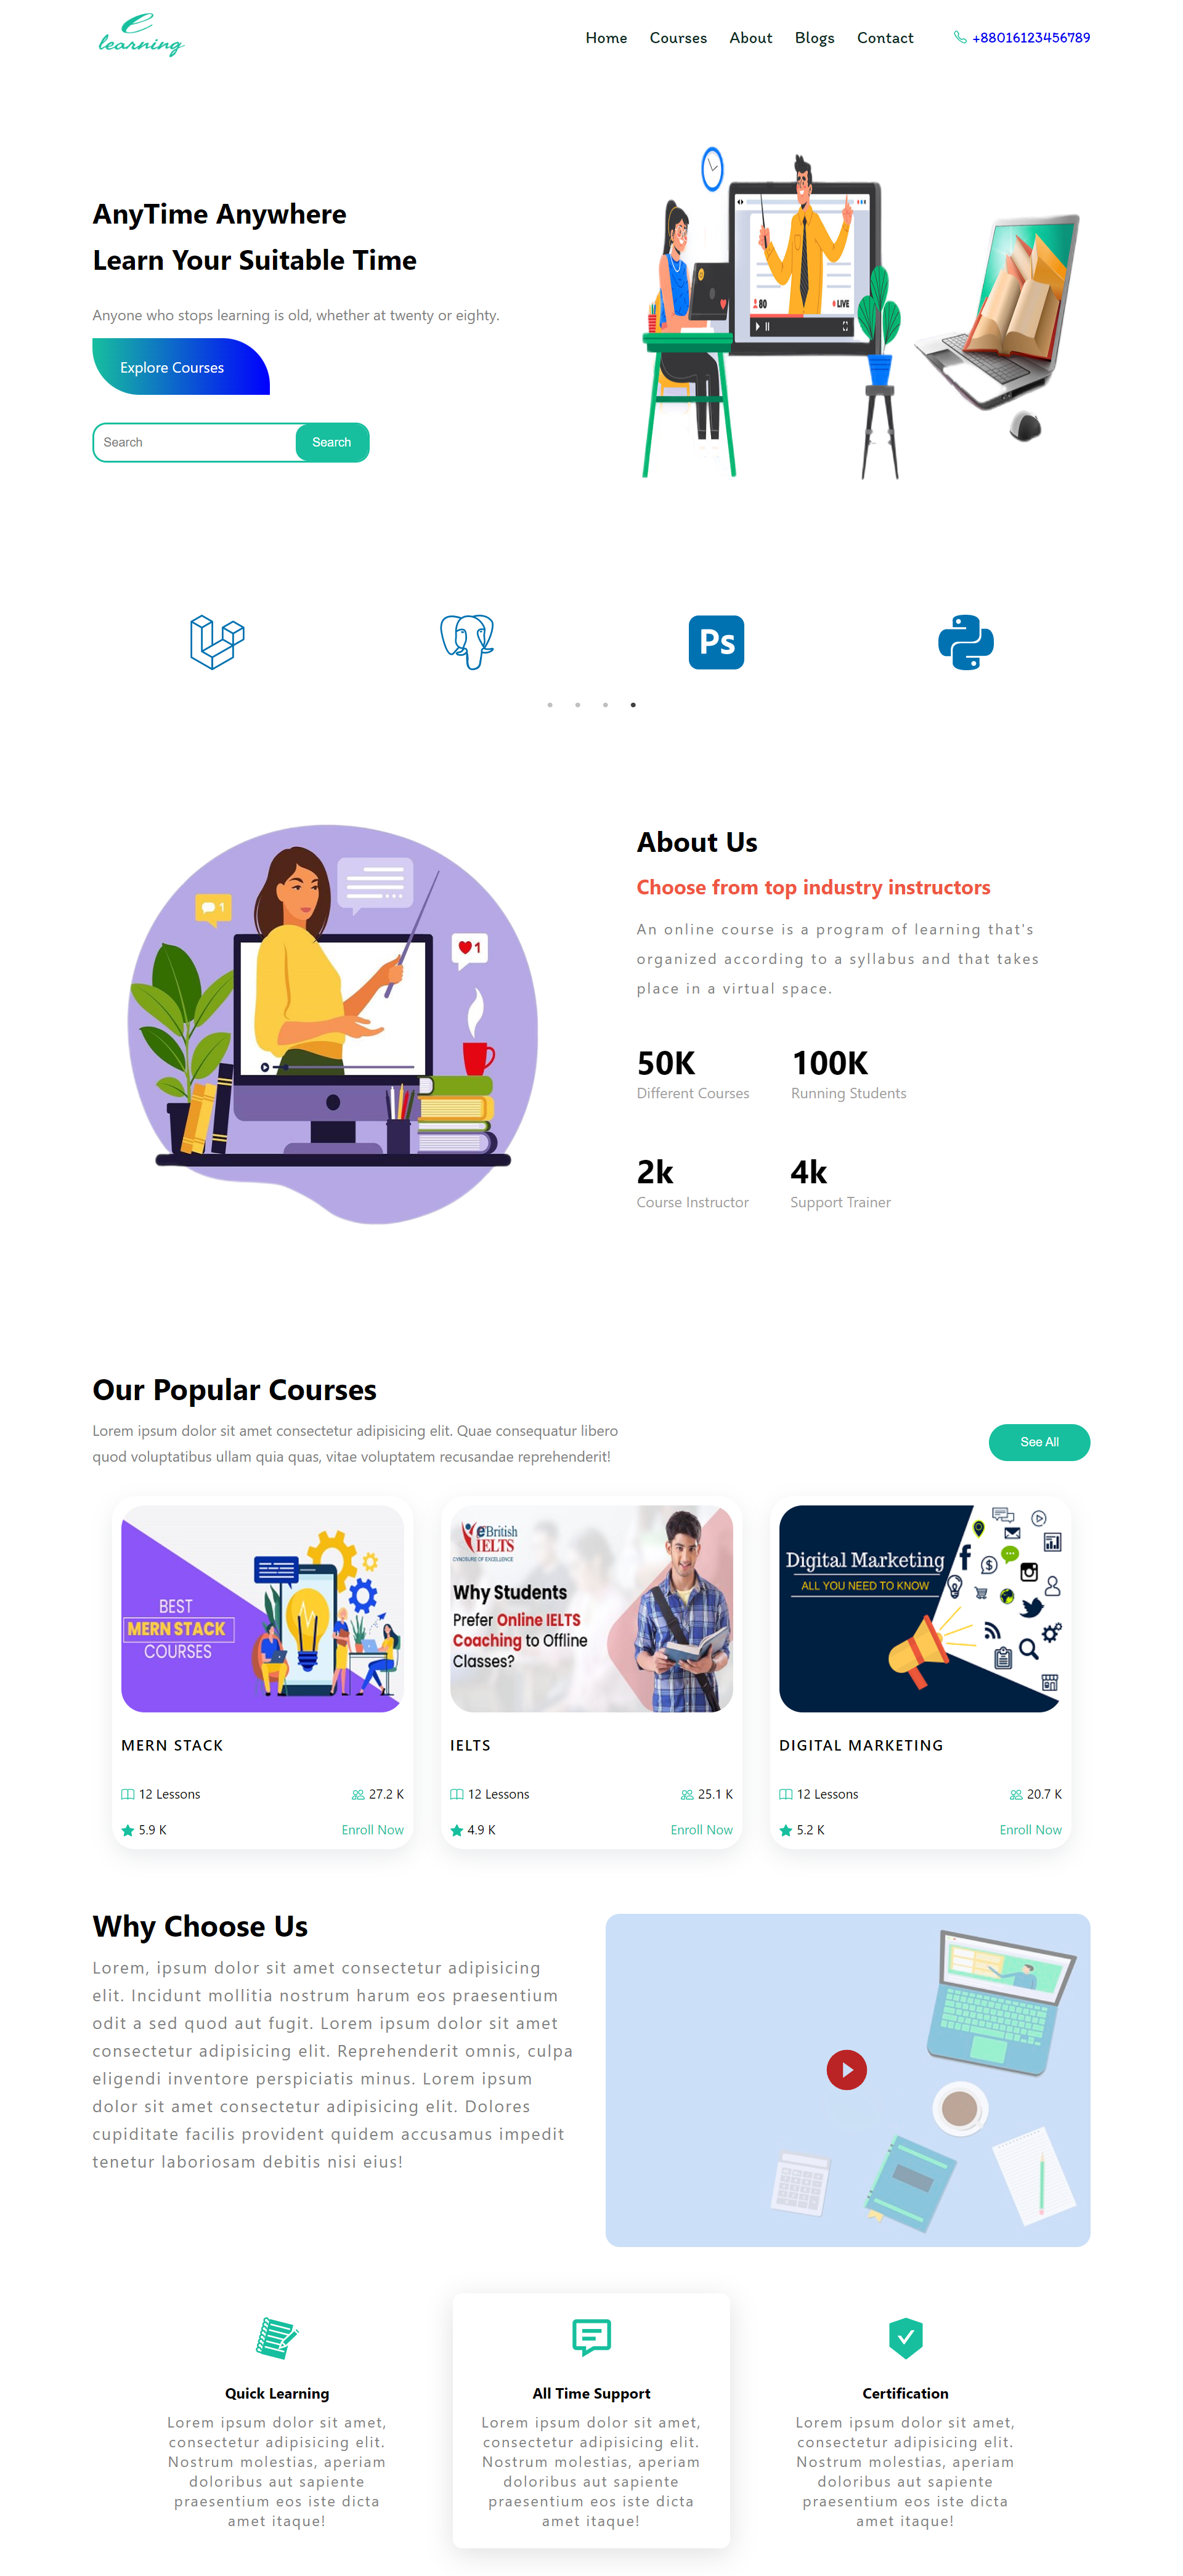 e
learning
Home Courses About Blogs Contact +88016123456789
AnyTime Anywhere
Learn Your Suitable Time
Anyone who stops learning is old, whether at twenty or eighty.
Explore Courses
Search Search
80 LIVE
Ps
1
1
About Us
Choose from top industry instructors
An online course is a program of learning that's
organized according to a syllabus and that takes
place in a virtual space.
50K 100K
Different Courses Running Students
2k 4k
Course Instructor Support Trainer
Our Popular Courses
Lorem ipsum dolor sit amet consectetur adipisicing elit. Quae consequatur libero
quod voluptatibus ullam quia quas, vitae voluptatem recusandae reprehenderit!
See All
BEST
MERN STACK
COURSES
eBritish
IELTS
CYNOSURE OF EXCELLENCE
Why Students
Prefer Online IELTS
Coaching to Offline
Classes?
Digital Marketing
ALL YOU NEED TO KNOW
MERN STACK IELTS DIGITAL MARKETING
12 Lessons 27.2 K 12 Lessons 25.1 K 12 Lessons 20.7 K
5.9 K Enroll Now 4.9 K Enroll Now 5.2 K Enroll Now
Why Choose Us
Lorem, ipsum dolor sit amet consectetur adipisicing
elit. Incidunt mollitia nostrum harum eos praesentium
odit a sed quod aut fugit. Lorem ipsum dolor sit amet
consectetur adipisicing elit. Reprehenderit omnis, culpa
eligendi inventore perspiciatis minus. Lorem ipsum
dolor sit amet consectetur adipisicing elit. Dolores
cupiditate facilis provident quidem accusamus impedit
tenetur laboriosam debitis nisi eius!
Quick Learning
Lorem ipsum dolor sit amet,
consectetur adipisicing elit.
Nostrum molestias, aperiam
doloribus aut sapiente
praesentium eos iste dicta
amet itaque!
All Time Support
Lorem ipsum dolor sit amet,
consectetur adipisicing elit.
Nostrum molestias, aperiam
doloribus aut sapiente
praesentium eos iste dicta
amet itaque!
Certification
Lorem ipsum dolor sit amet,
consectetur adipisicing elit.
Nostrum molestias, aperiam
doloribus aut sapiente
praesentium eos iste dicta
amet itaque!